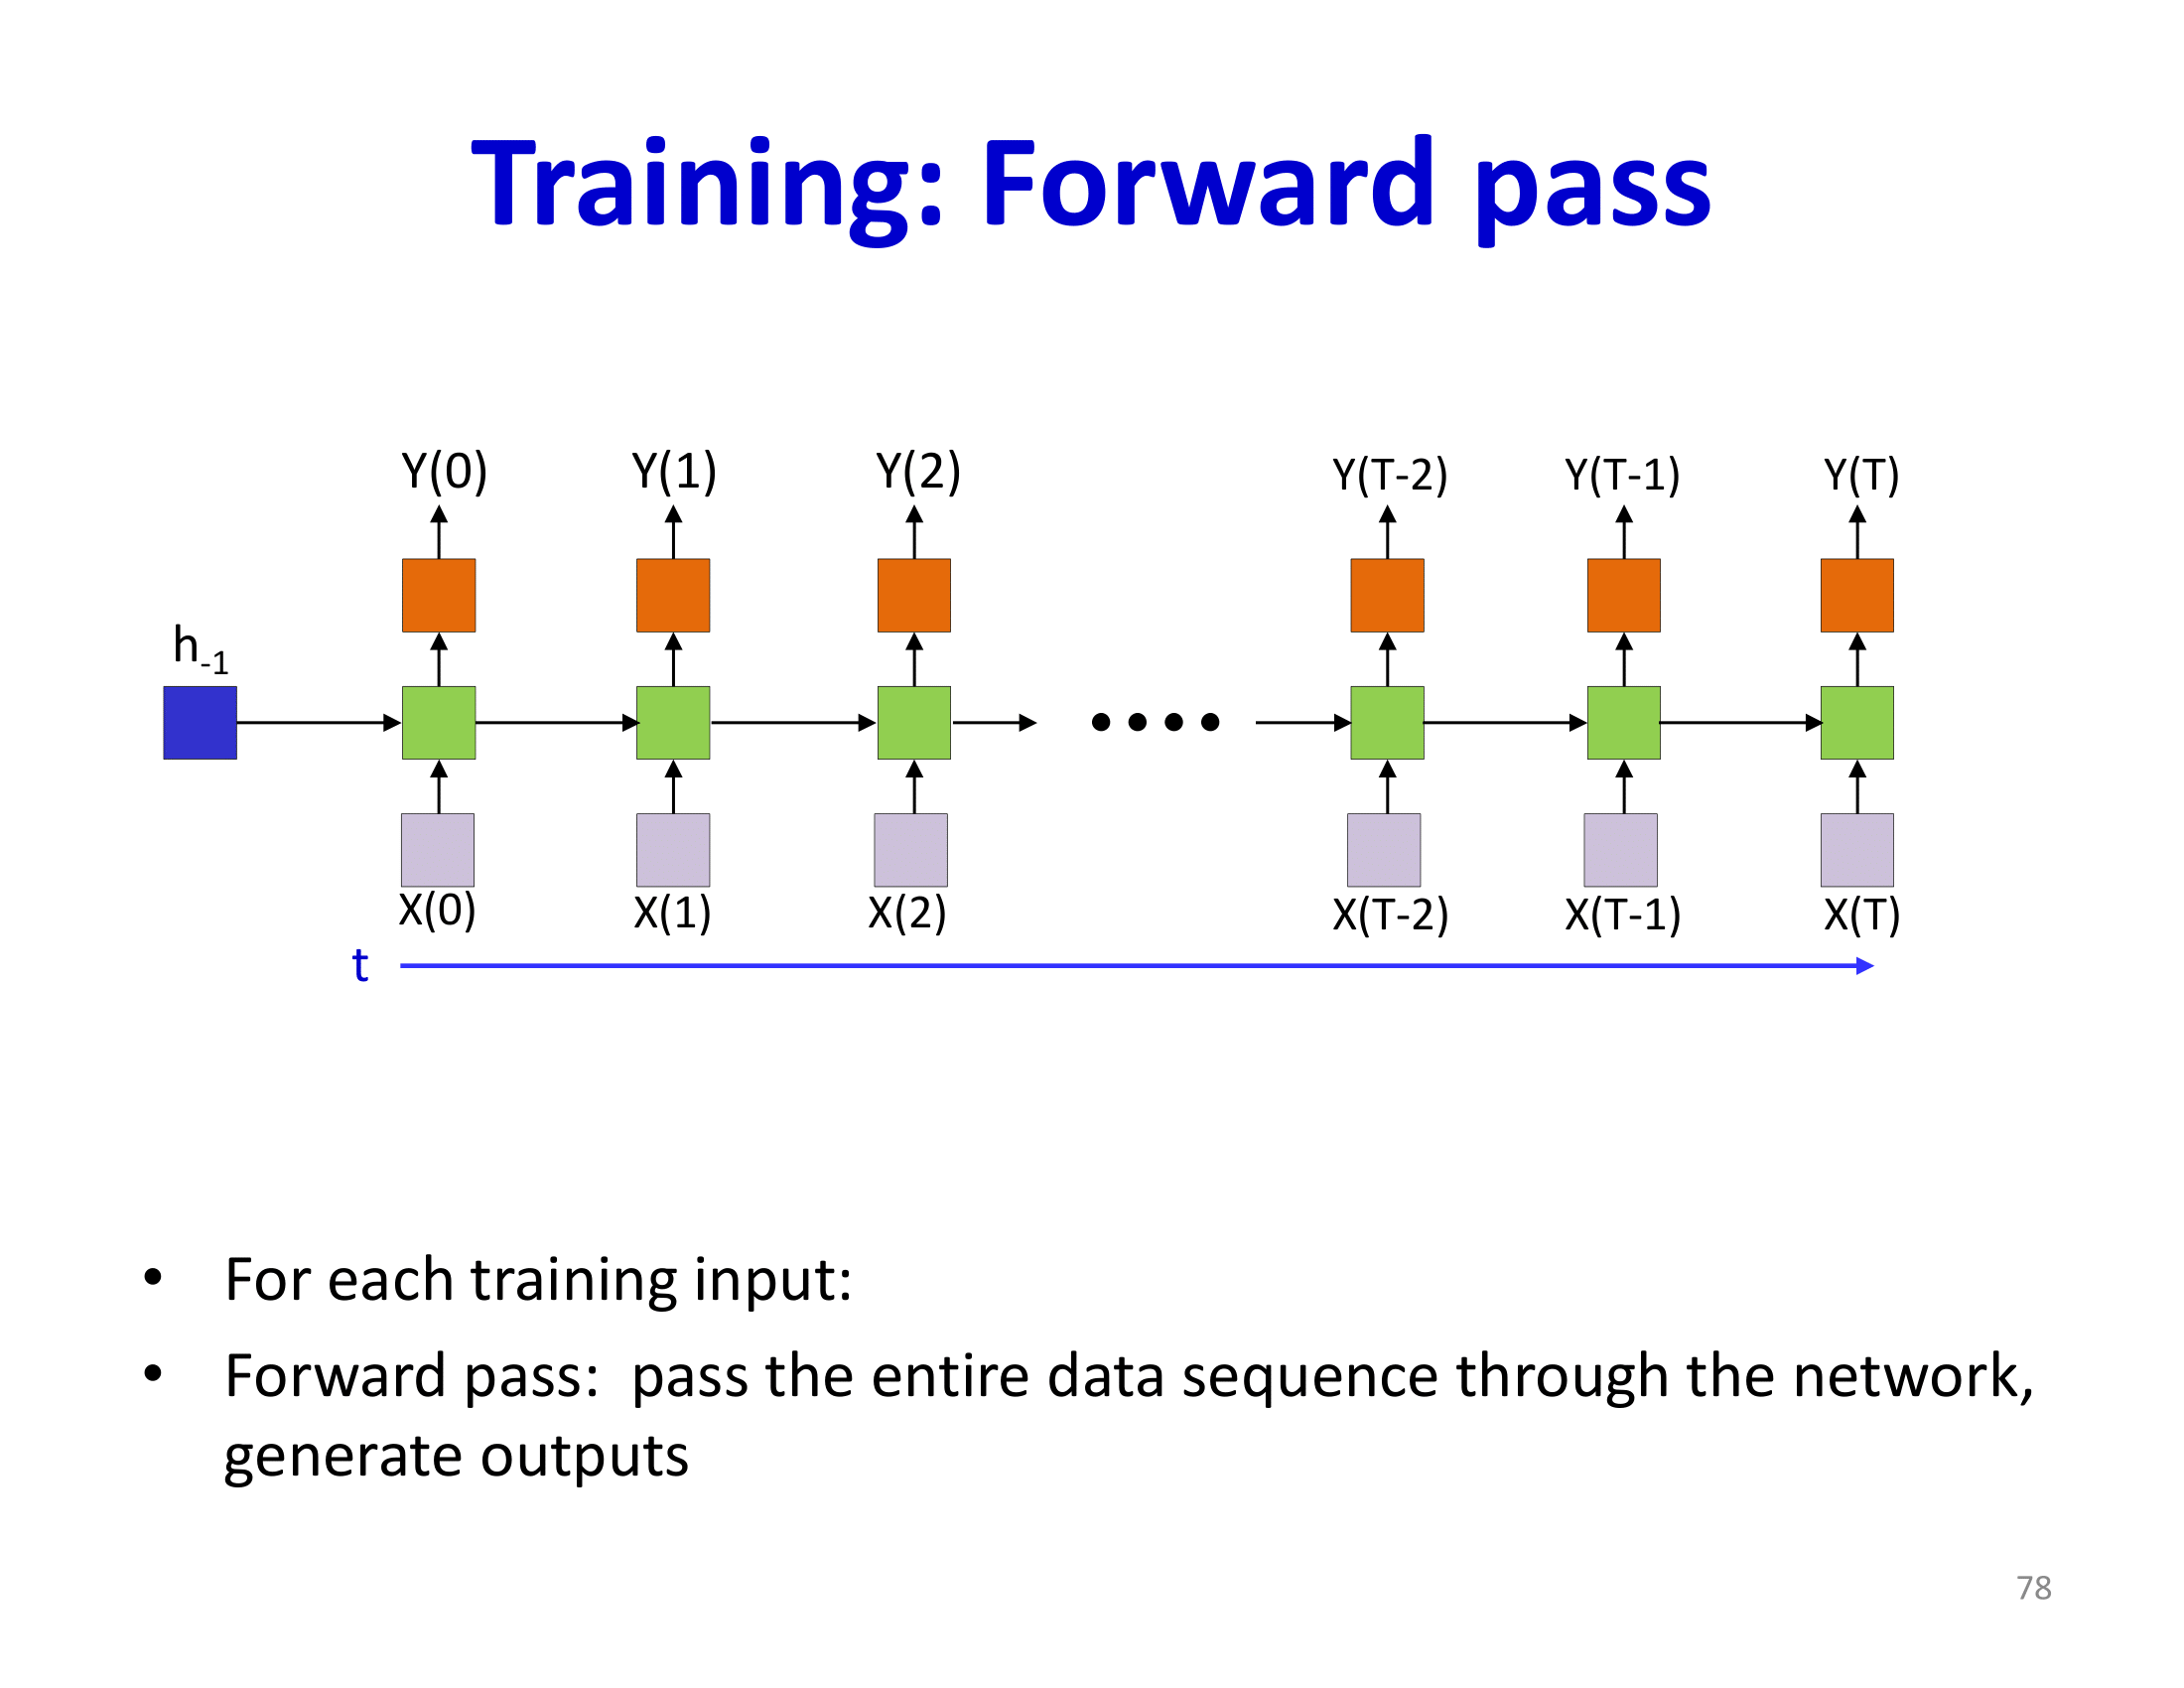 Training: Forward pass
Y(0) Y(1) Y(2) Y(T-2) Y(T-1) Y(T)
h-1
X(0) X(1) X(2) X(T-2) X(T-1) X(T)
t
• For each training input:
• Forward pass: pass the entire data sequence through the network,
generate outputs
78